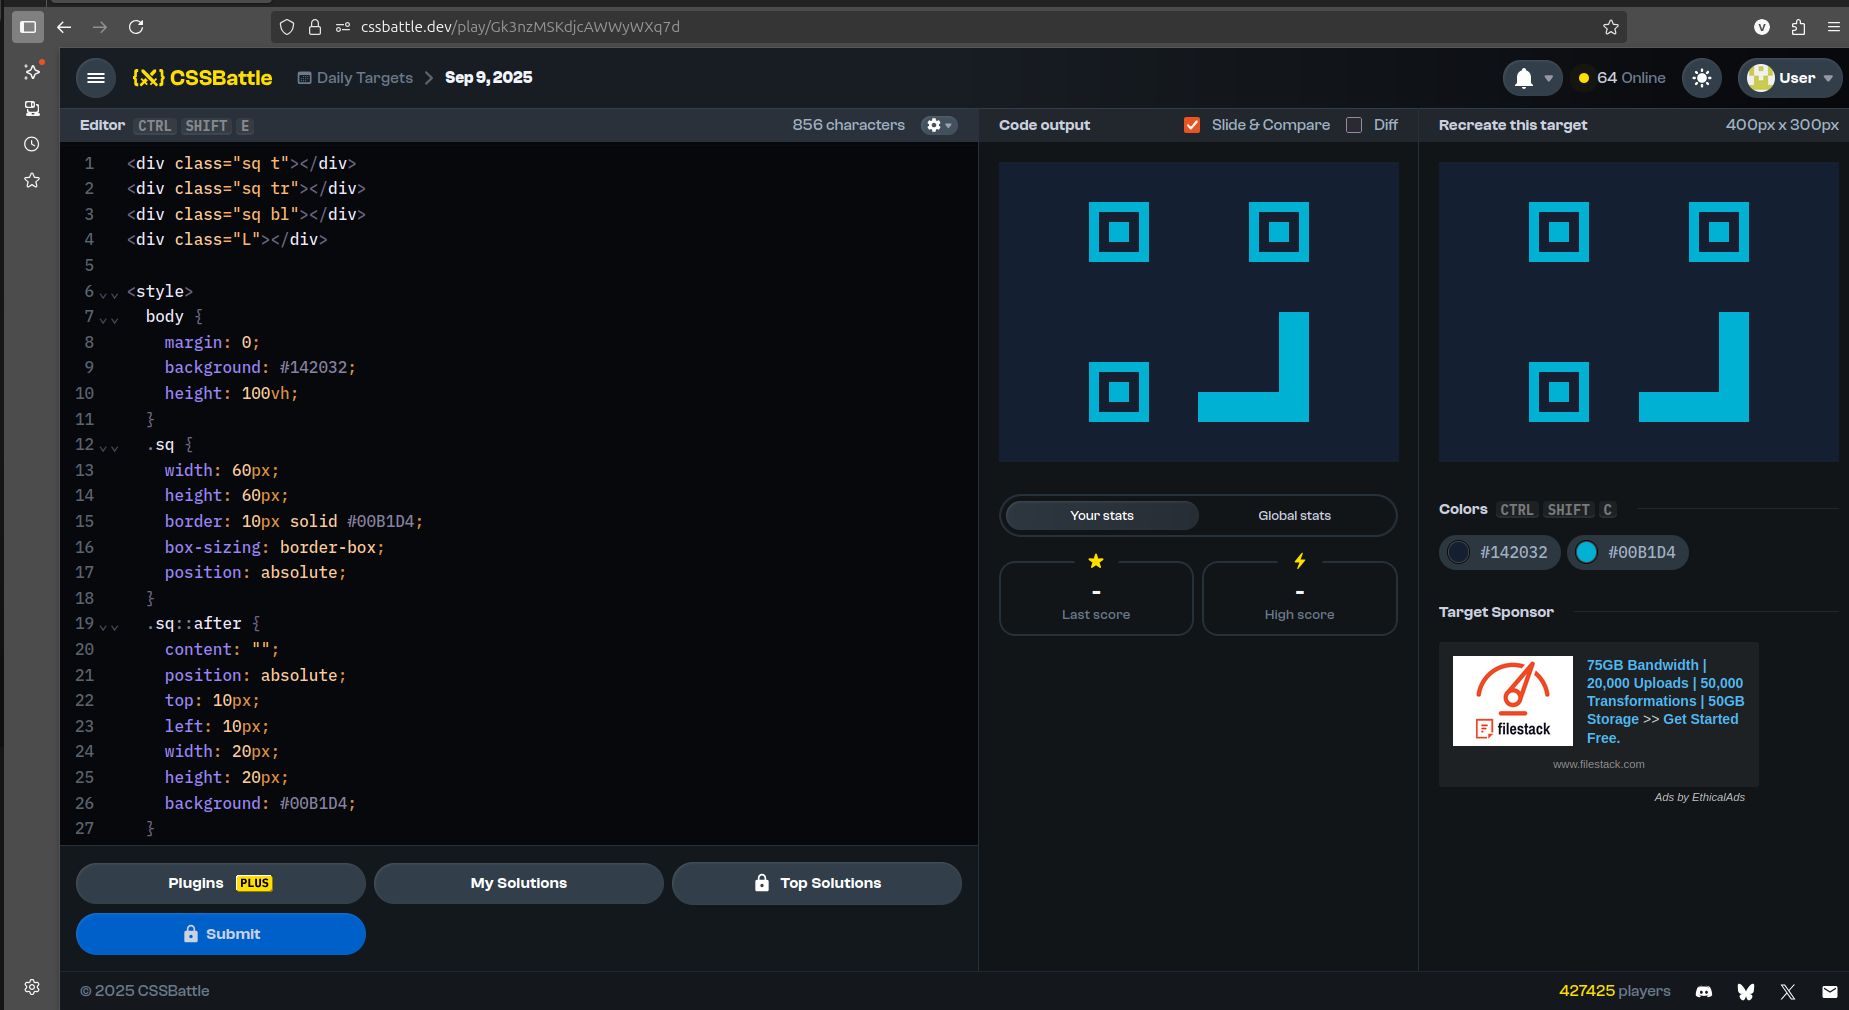 cssbattle.dev/play/Gk3nzMSKdjcAWWyWXq7d
V
CSSBattle
Daily Targets
Sep 9, 2025
64 Online
User
Editor CTRL SHIFT E
856 characters
Code output
Slide & Compare
Diff
Recreate this target
400px x 300px
1 <div class="sq t"></div>
2 <div class="sq tr"></div>
3 <div class="sq bl"></div>
4 <div class="L"></div>
5
6 <style>
7 body {
8 margin: 0;
9 background: #142032;
10 height: 100vh;
11 }
12 .sq {
13 width: 60px;
14 height: 60px;
15 border: 10px solid #00B1D4;
16 box-sizing: border-box;
17 position: absolute;
18 }
19 .sq::after {
20 content: "";
21 position: absolute;
22 top: 10px;
23 left: 10px;
24 width: 20px;
25 height: 20px;
26 background: #00B1D4;
27 }
Your stats
Global stats
-
Last score
-
High score
Colors CTRL SHIFT C
#142032
#00B1D4
Target Sponsor
filestack
75GB Bandwidth |
20,000 Uploads | 50,000
Transformations | 50GB
Storage >> Get Started
Free.
www.filestack.com
Ads by EthicalAds
Plugins PLUS
My Solutions
Top Solutions
Submit
© 2025 CSSBattle
427425 players